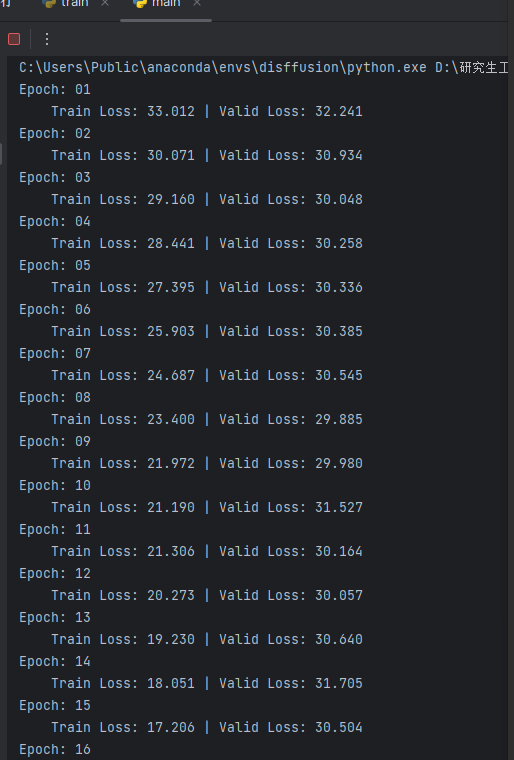 行 train × main ×
C:\Users\Public\anaconda\envs\disffusion\python.exe D:\研究生工
Epoch: 01
Train Loss: 33.012 | Valid Loss: 32.241
Epoch: 02
Train Loss: 30.071 | Valid Loss: 30.934
Epoch: 03
Train Loss: 29.160 | Valid Loss: 30.048
Epoch: 04
Train Loss: 28.441 | Valid Loss: 30.258
Epoch: 05
Train Loss: 27.395 | Valid Loss: 30.336
Epoch: 06
Train Loss: 25.903 | Valid Loss: 30.385
Epoch: 07
Train Loss: 24.687 | Valid Loss: 30.545
Epoch: 08
Train Loss: 23.400 | Valid Loss: 29.885
Epoch: 09
Train Loss: 21.972 | Valid Loss: 29.980
Epoch: 10
Train Loss: 21.190 | Valid Loss: 31.527
Epoch: 11
Train Loss: 21.306 | Valid Loss: 30.164
Epoch: 12
Train Loss: 20.273 | Valid Loss: 30.057
Epoch: 13
Train Loss: 19.230 | Valid Loss: 30.640
Epoch: 14
Train Loss: 18.051 | Valid Loss: 31.705
Epoch: 15
Train Loss: 17.206 | Valid Loss: 30.504
Epoch: 16